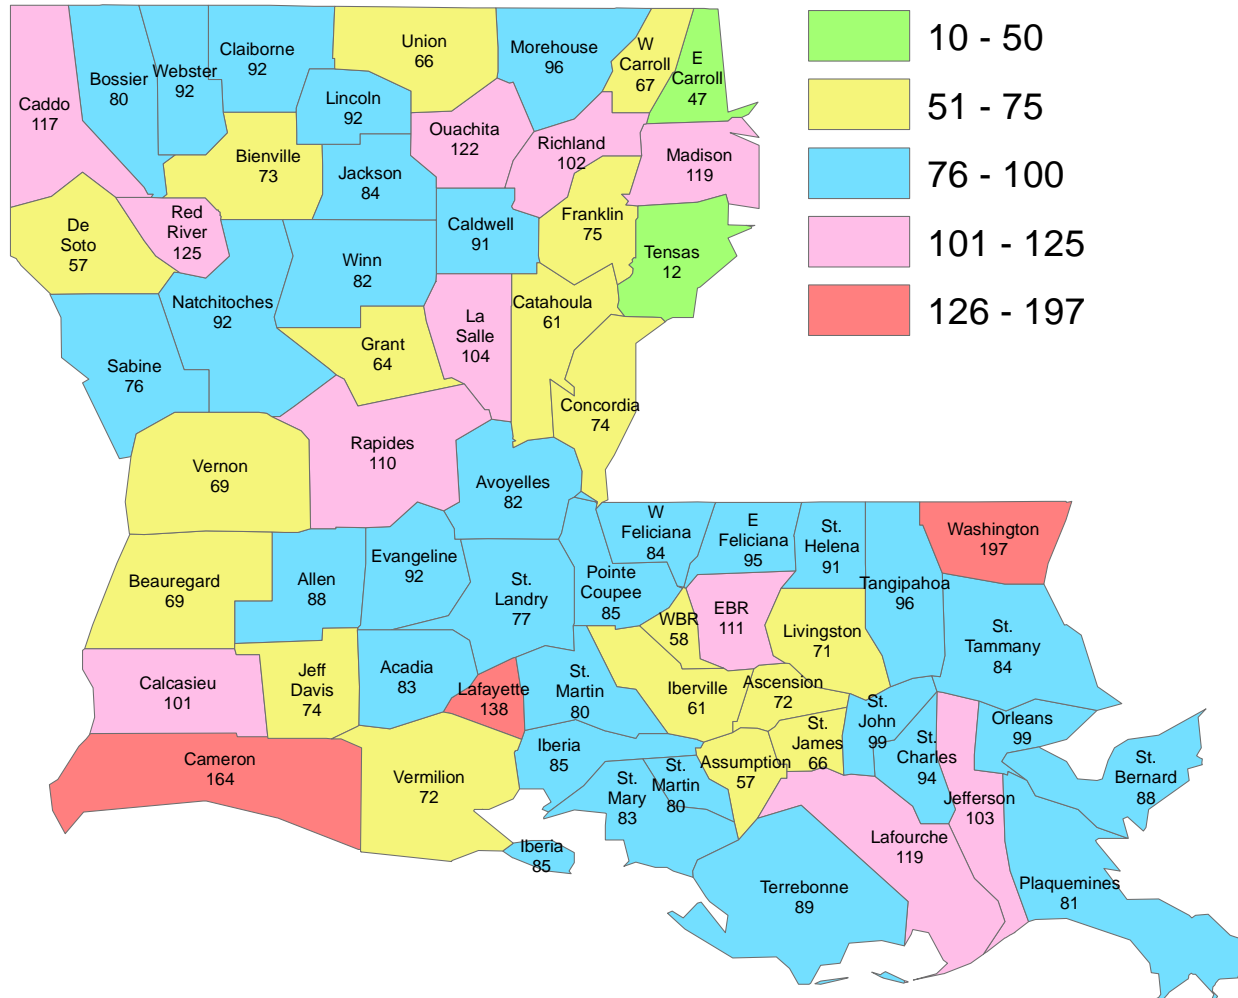 10 - 50
51 - 75
76 - 100
101 - 125
126 - 197
Caddo
117
Bossier
80
Webster
92
Claiborne
92
Union
66
Morehouse
96
W
Carroll
67
E
Carroll
47
Lincoln
92
Ouachita
122
Richland
102
Madison
119
Bienville
73
Jackson
84
De
Soto
57
Red
River
125
Caldwell
91
Franklin
75
Tensas
12
Winn
82
Natchitoches
92
Catahoula
61
La
Salle
104
Grant
64
Sabine
76
Concordia
74
Rapides
110
Vernon
69
Avoyelles
82
W
Feliciana
84
E
Feliciana
95
St.
Helena
91
Washington
197
Tangipahoa
96
Beauregard
69
Allen
88
Evangeline
92
St.
Landry
77
Pointe
Coupee
85
WBR
58
EBR
111
Livingston
71
St.
Tammany
84
Calcasieu
101
Jeff
Davis
74
Acadia
83
Lafayette
138
St.
Martin
80
Iberville
61
Ascension
72
St.
James
66
St.
John
99
St.
Charles
94
Orleans
99
St.
Bernard
88
Cameron
164
Vermilion
72
Iberia
85
St.
Mary
83
St.
Martin
80
Assumption
57
Jefferson
103
Lafourche
119
Iberia
85
Terrebonne
89
Plaquemines
81